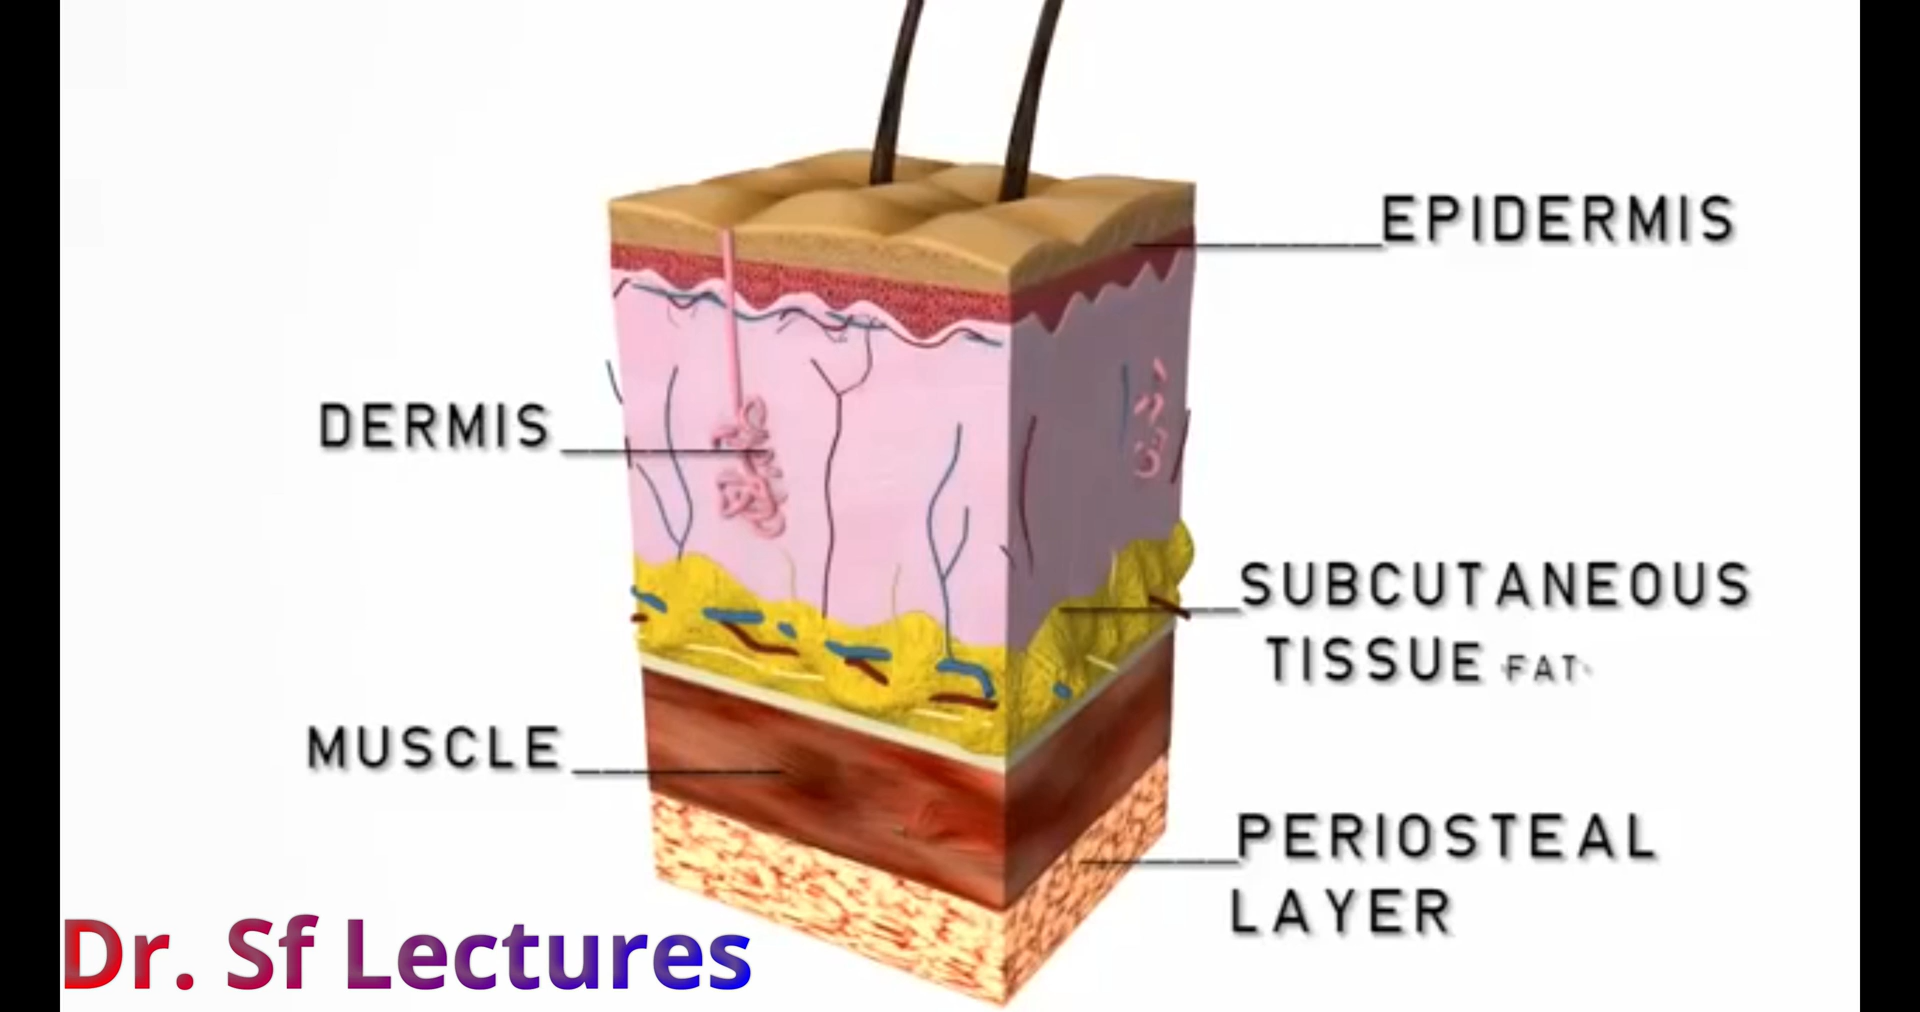 EPIDERMIS
DERMIS
SUBCUTANEOUS
TISSUE (FAT)
MUSCLE
PERIOSTEAL
LAYER
Dr. Sf Lectures